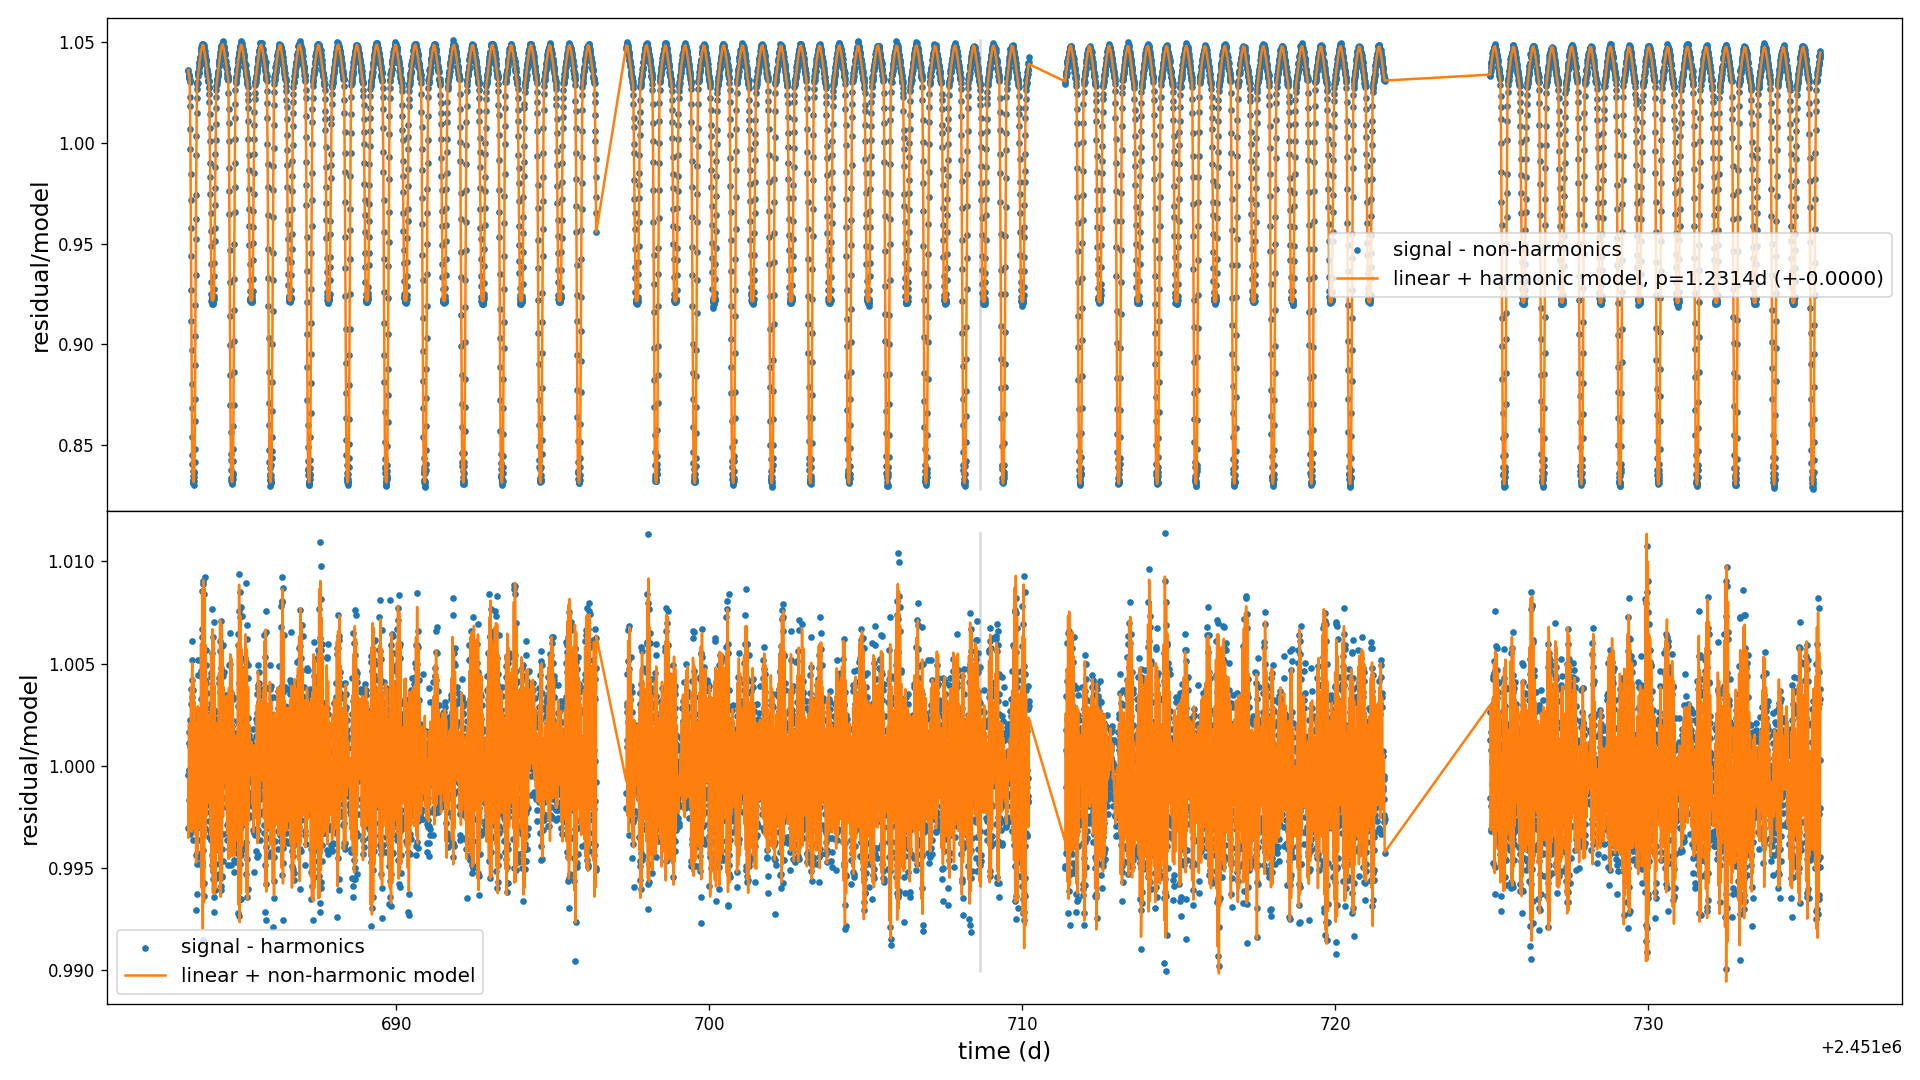 1.05
1.00
0.95
0.90
0.85
residual/model
signal - non-harmonics
linear + harmonic model, p=1.2314d (+-0.0000)
1.010
1.005
1.000
0.995
0.990
residual/model
signal - harmonics
linear + non-harmonic model
690 700 710 720 730
time (d)
+2.451e6